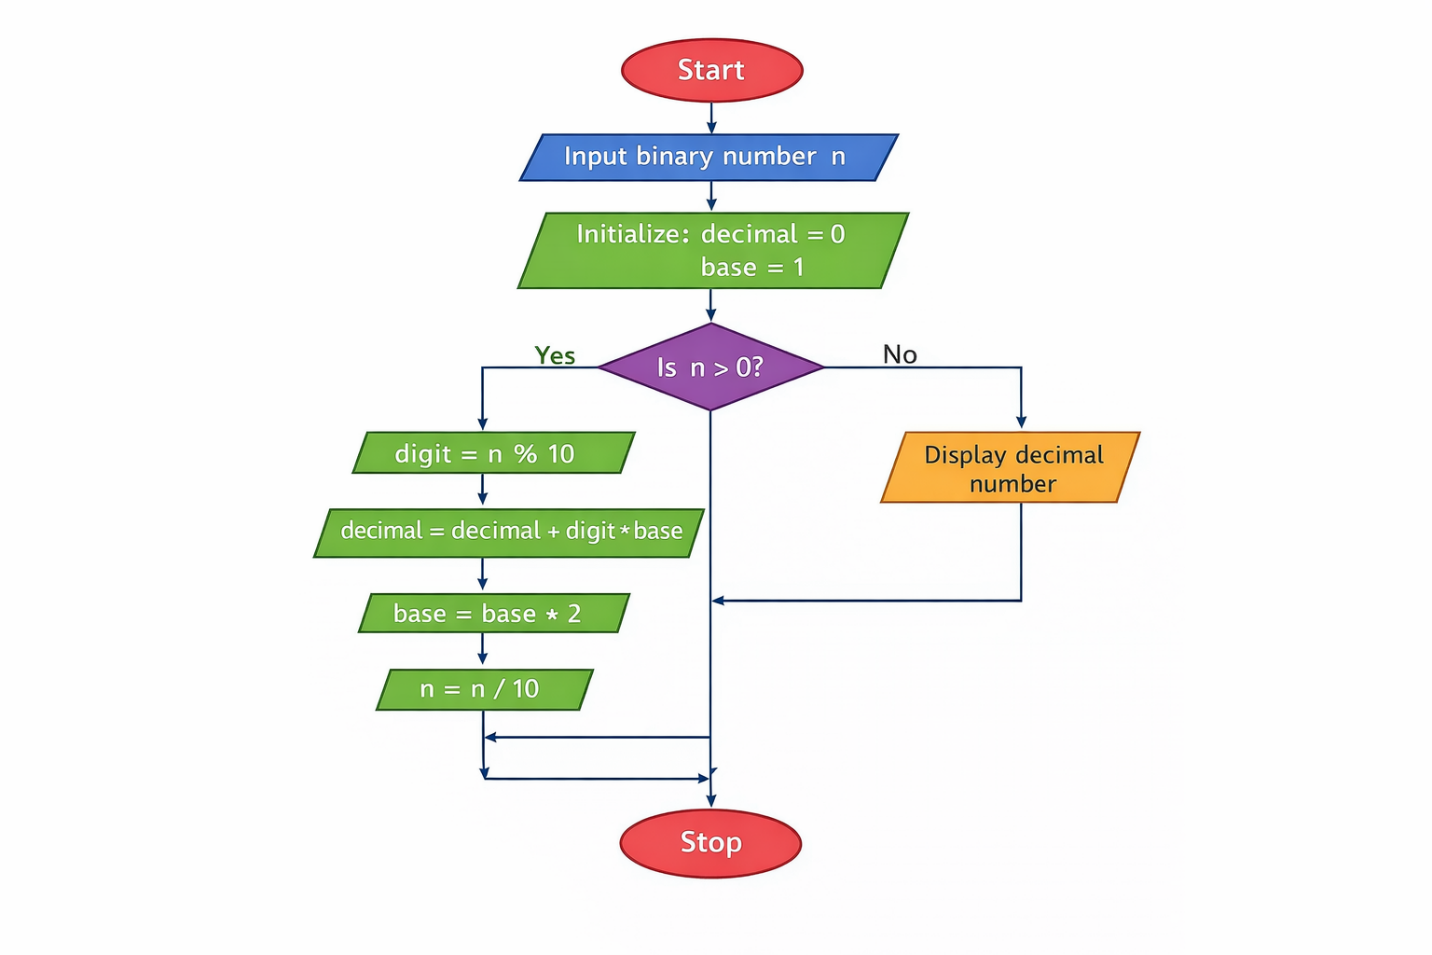 Start
Input binary number n
Initialize: decimal = 0
base = 1
Is n > 0?
Yes
No
digit = n % 10
decimal = decimal + digit * base
base = base * 2
n = n / 10
Display decimal
number
Stop